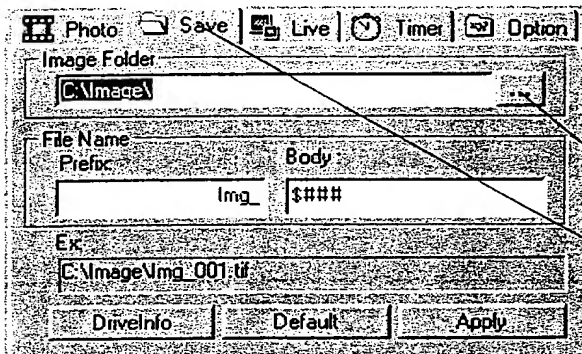 Photo Save Live Timer Option
Image Folder
C:\Image\ ...
File Name
Prefix: Body:
Img_ $###
Ex:
C:\Image\Img_001.tif
DriveInfo Default Apply